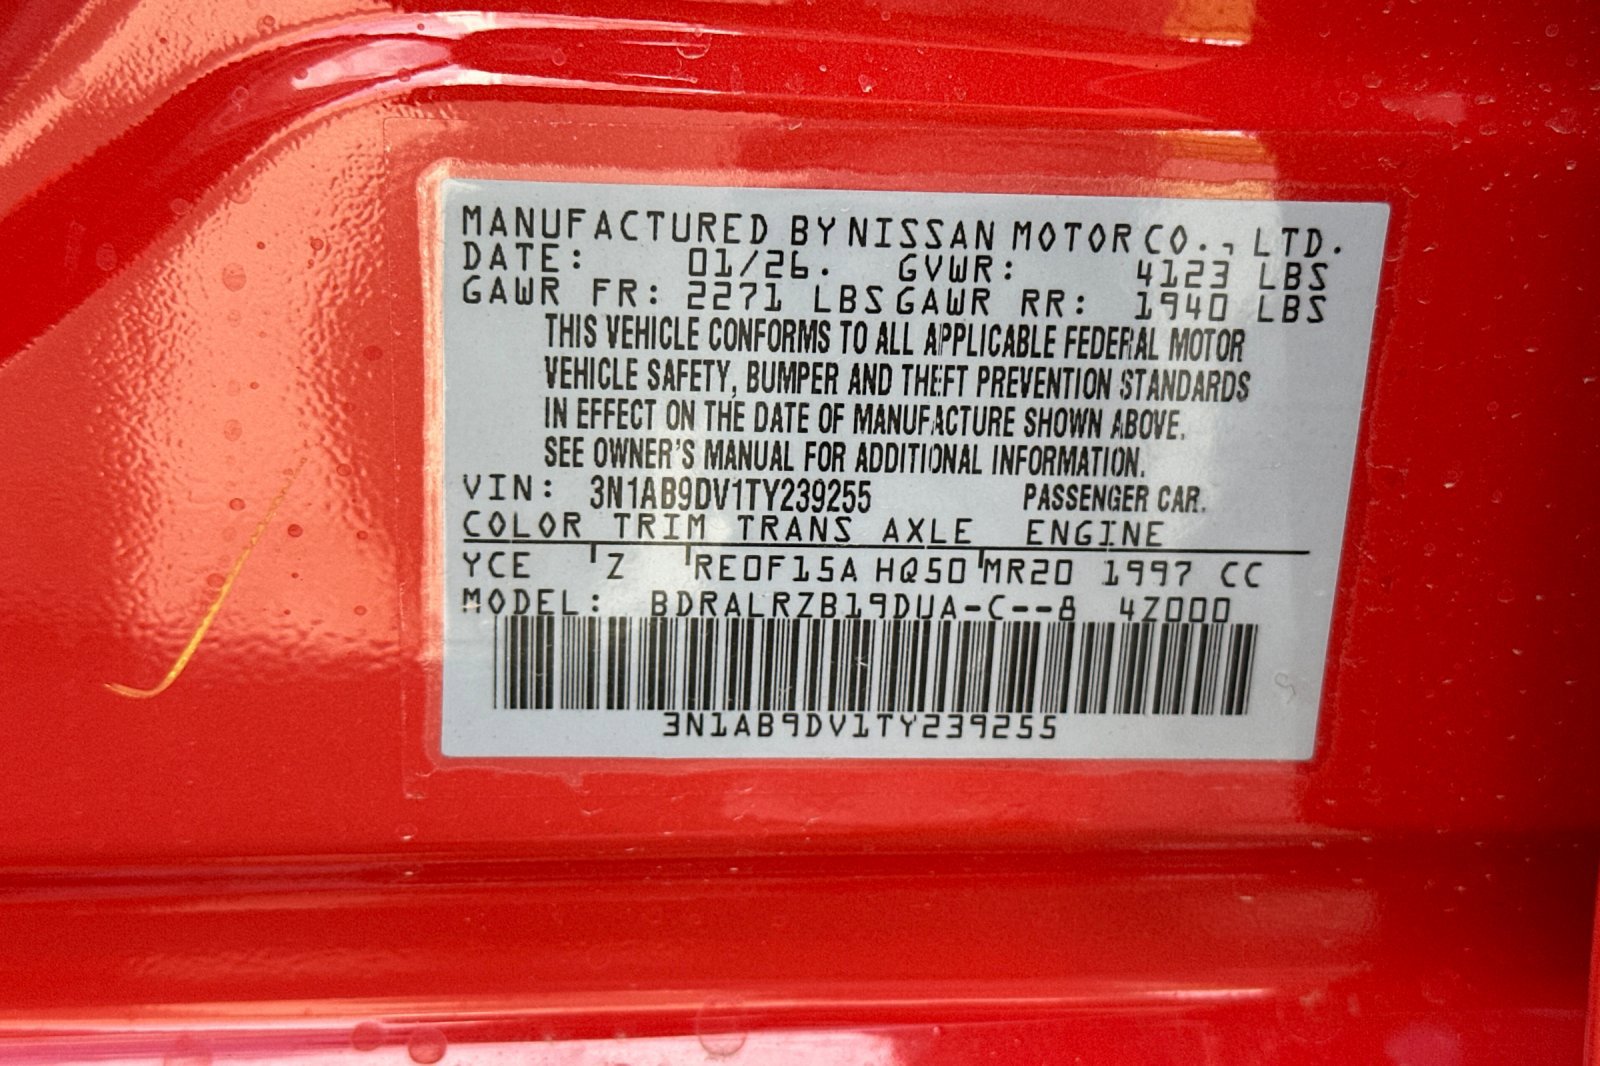 MANUFACTURED BY NISSAN MOTOR CO., LTD.
DATE: 01/26. GVWR: 4123 LBS
GAWR FR: 2271 LBS GAWR RR: 1940 LBS
THIS VEHICLE CONFORMS TO ALL APPLICABLE FEDERAL MOTOR
VEHICLE SAFETY, BUMPER AND THEFT PREVENTION STANDARDS
IN EFFECT ON THE DATE OF MANUFACTURE SHOWN ABOVE.
SEE OWNER'S MANUAL FOR ADDITIONAL INFORMATION.
VIN: 3N1AB9DV1TY239255 PASSENGER CAR.
COLOR TRIM TRANS AXLE ENGINE
YCE Z RE0F15A HQ50 MR20 1997 CC
MODEL: BDRALRZB19DUA-C--8 4Z000
3N1AB9DV1TY239255